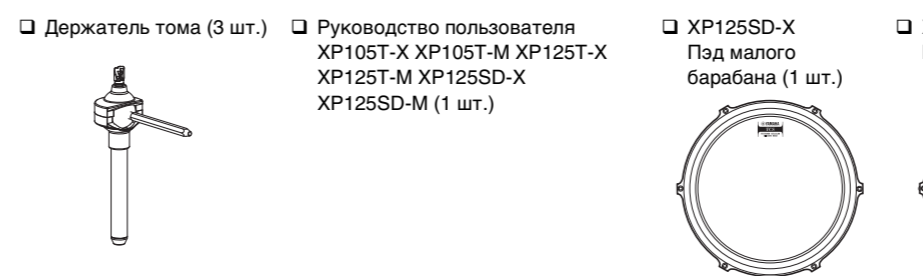 ❑ Держатель тома (3 шт.)
❑ Руководство пользователя
XP105T-X XP105T-M XP125T-X
XP125T-M XP125SD-X
XP125SD-M (1 шт.)
❑ XP125SD-X
Пэд малого
барабана (1 шт.)
YAMAHA
❑